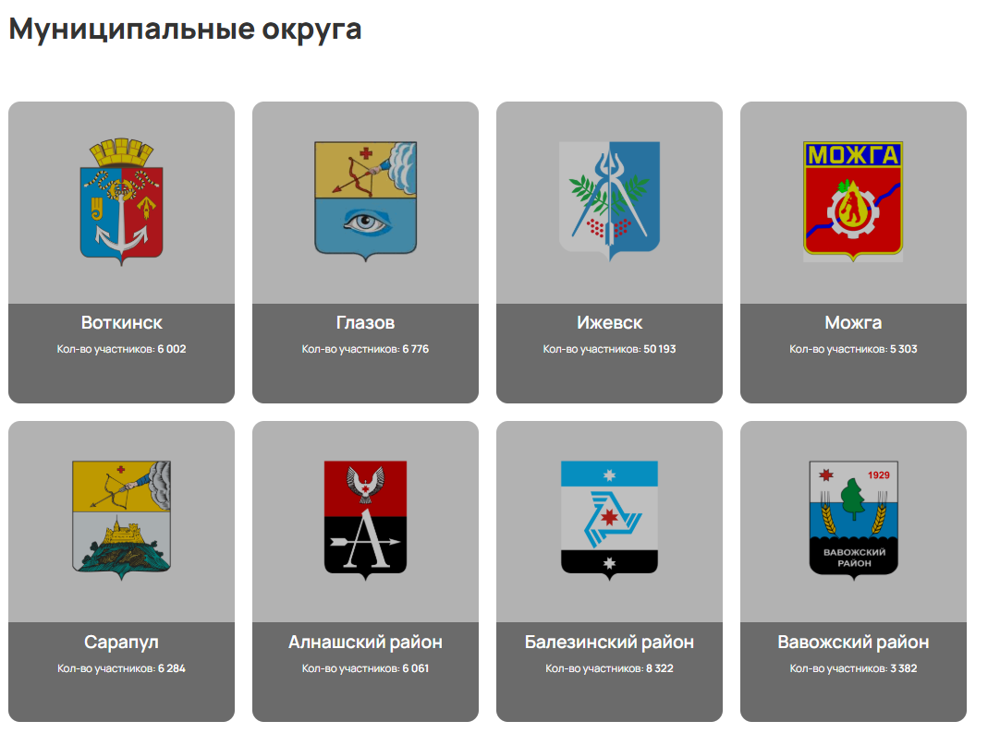 Муниципальные округа
МОЖГА
Воткинск
Кол-во участников: 6 002
Глазов
Кол-во участников: 6 776
Ижевск
Кол-во участников: 50 193
Можга
Кол-во участников: 5 303
1929
ВАВОЖСКИЙ
РАЙОН
Сарапул
Кол-во участников: 6 284
А
Алнашский район
Кол-во участников: 6 061
Балезинский район
Кол-во участников: 8 322
Вавожский район
Кол-во участников: 3 382